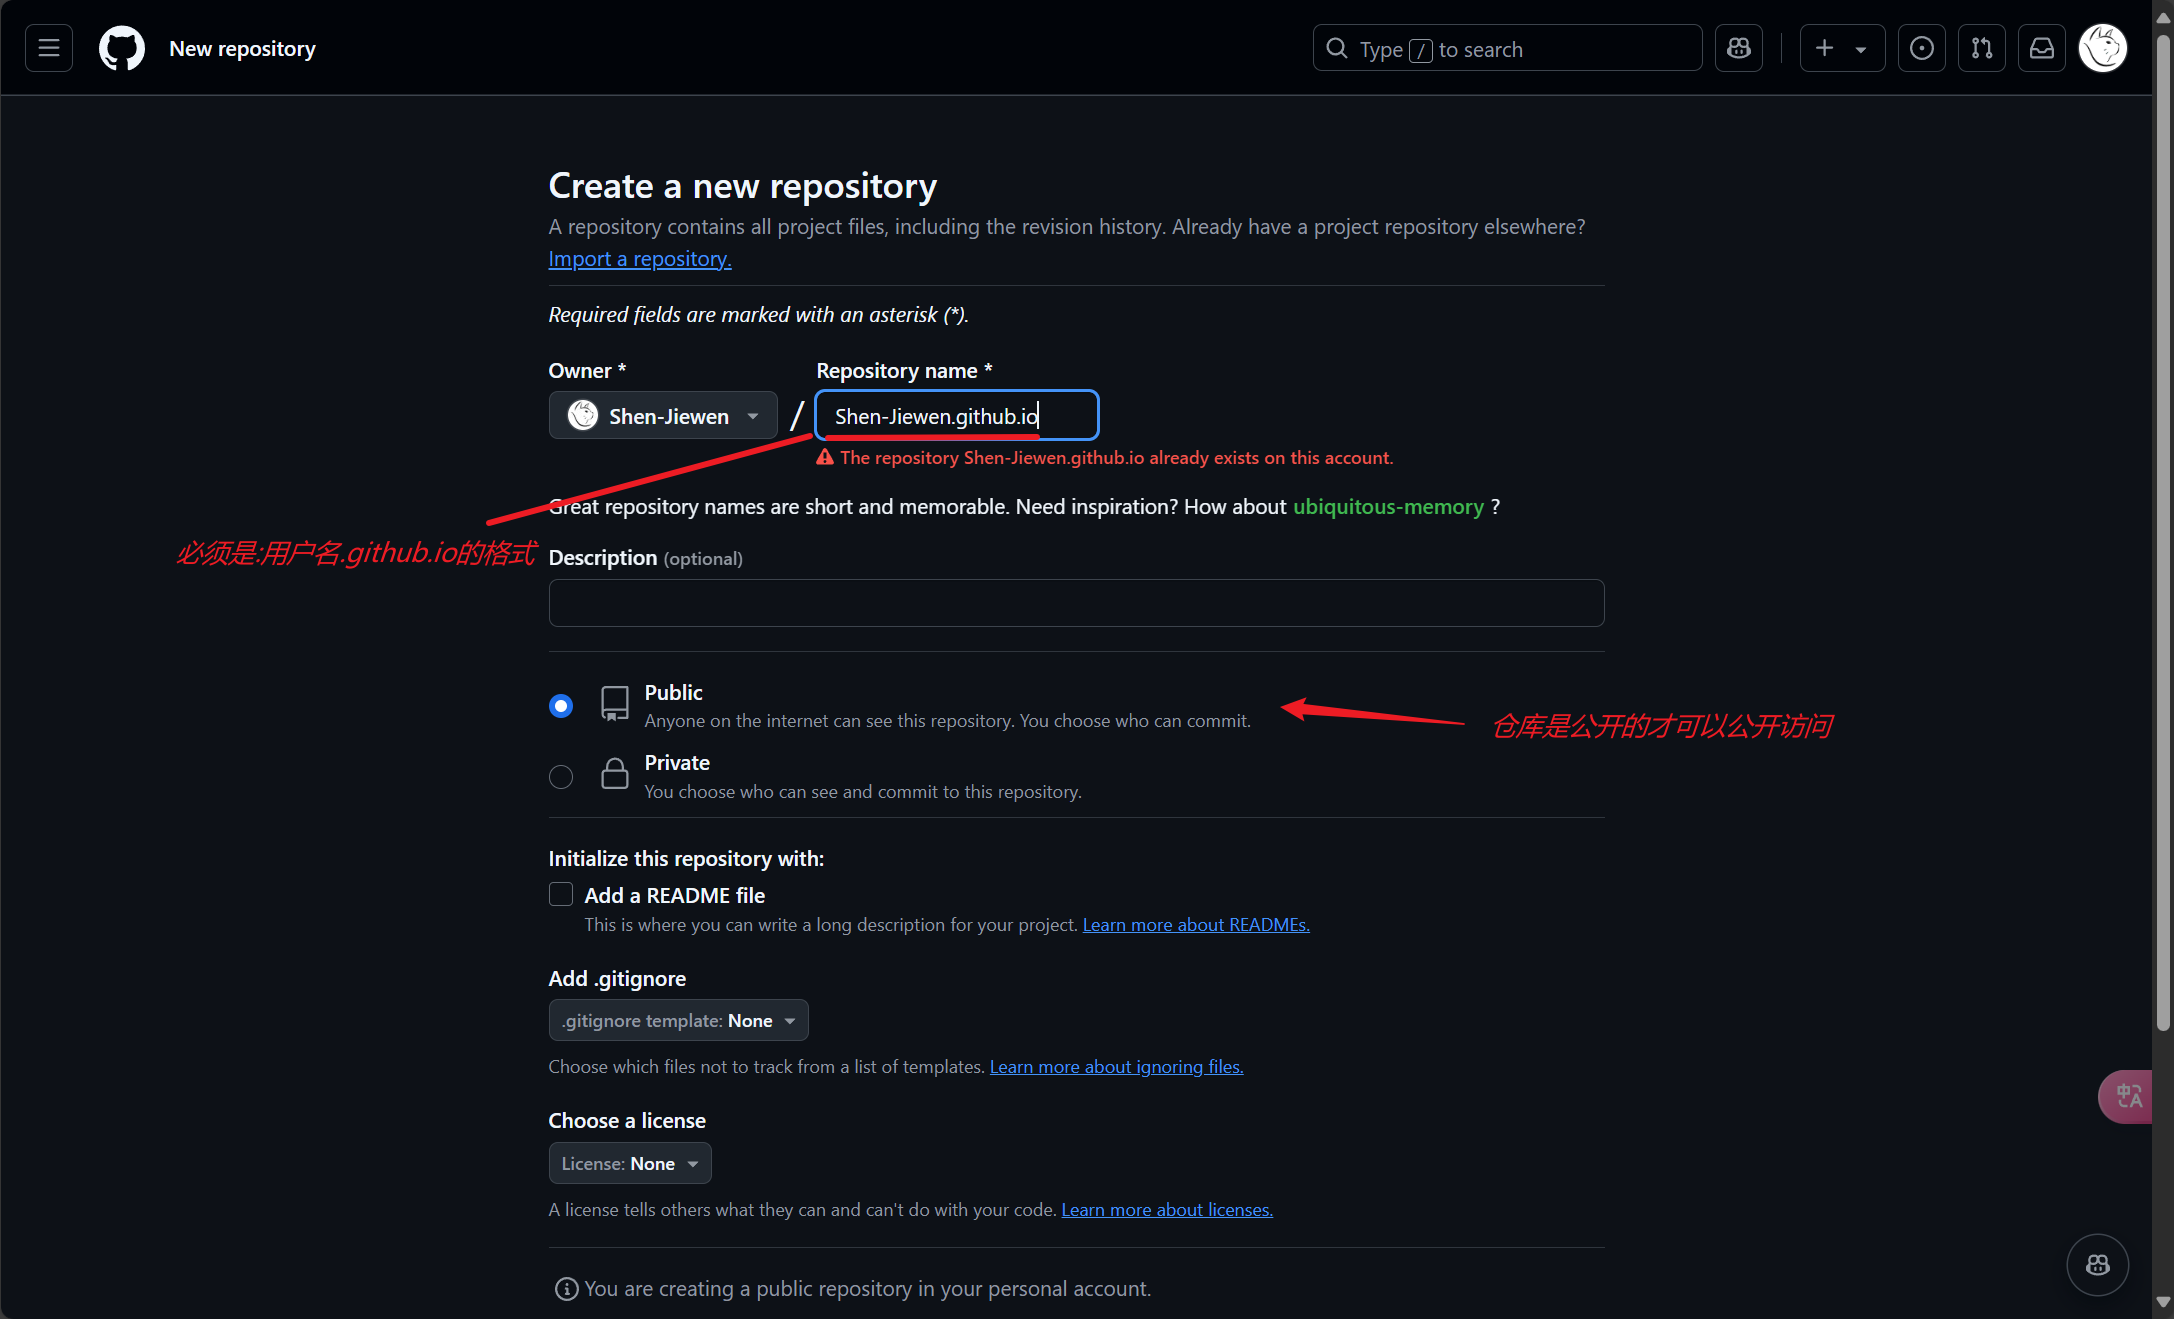 New repository
Type / to search
Create a new repository
A repository contains all project files, including the revision history. Already have a project repository elsewhere?
Import a repository.
Required fields are marked with an asterisk (*).
Owner *
Repository name *
Shen-Jiewen
/
Shen-Jiewen.github.io
The repository Shen-Jiewen.github.io already exists on this account.
Great repository names are short and memorable. Need inspiration? How about ubiquitous-memory ?
必须是:用户名.github.io的格式
Description (optional)
Public
Anyone on the internet can see this repository. You choose who can commit.
仓库是公开的才可以公开访问
Private
You choose who can see and commit to this repository.
Initialize this repository with:
Add a README file
This is where you can write a long description for your project. Learn more about READMEs.
Add .gitignore
.gitignore template: None
Choose which files not to track from a list of templates. Learn more about ignoring files.
中A
Choose a license
License: None
A license tells others what they can and can't do with your code. Learn more about licenses.
You are creating a public repository in your personal account.